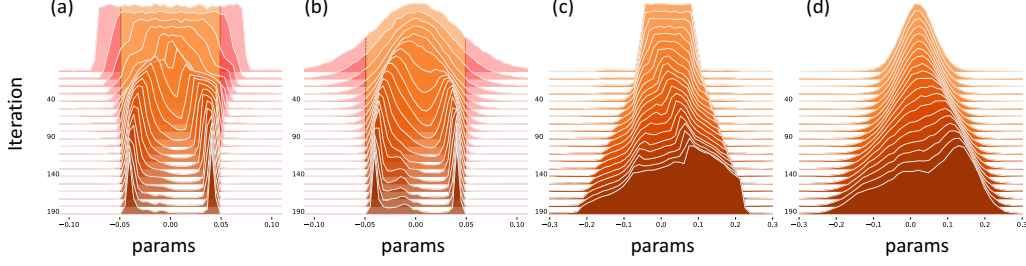 (a) (b) (c) (d)
Iteration
40 40 40 40
90 90 90 90
140 140 140 140
190 190 190 190
−0.10 −0.05 0.00 0.05 0.10 −0.10 −0.05 0.00 0.05 0.10 −0.3 −0.2 −0.1 0.0 0.1 0.2 0.3 −0.3 −0.2 −0.1 0.0 0.1 0.2 0.3
params params params params